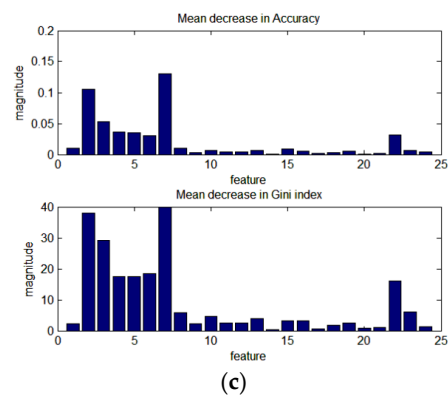 Mean decrease in Accuracy
0.2
0.15
0.1
0.05
0
magnitude
0 5 10 15 20 25
feature
Mean decrease in Gini index
40
30
20
10
0
magnitude
0 5 10 15 20 25
feature
(c)